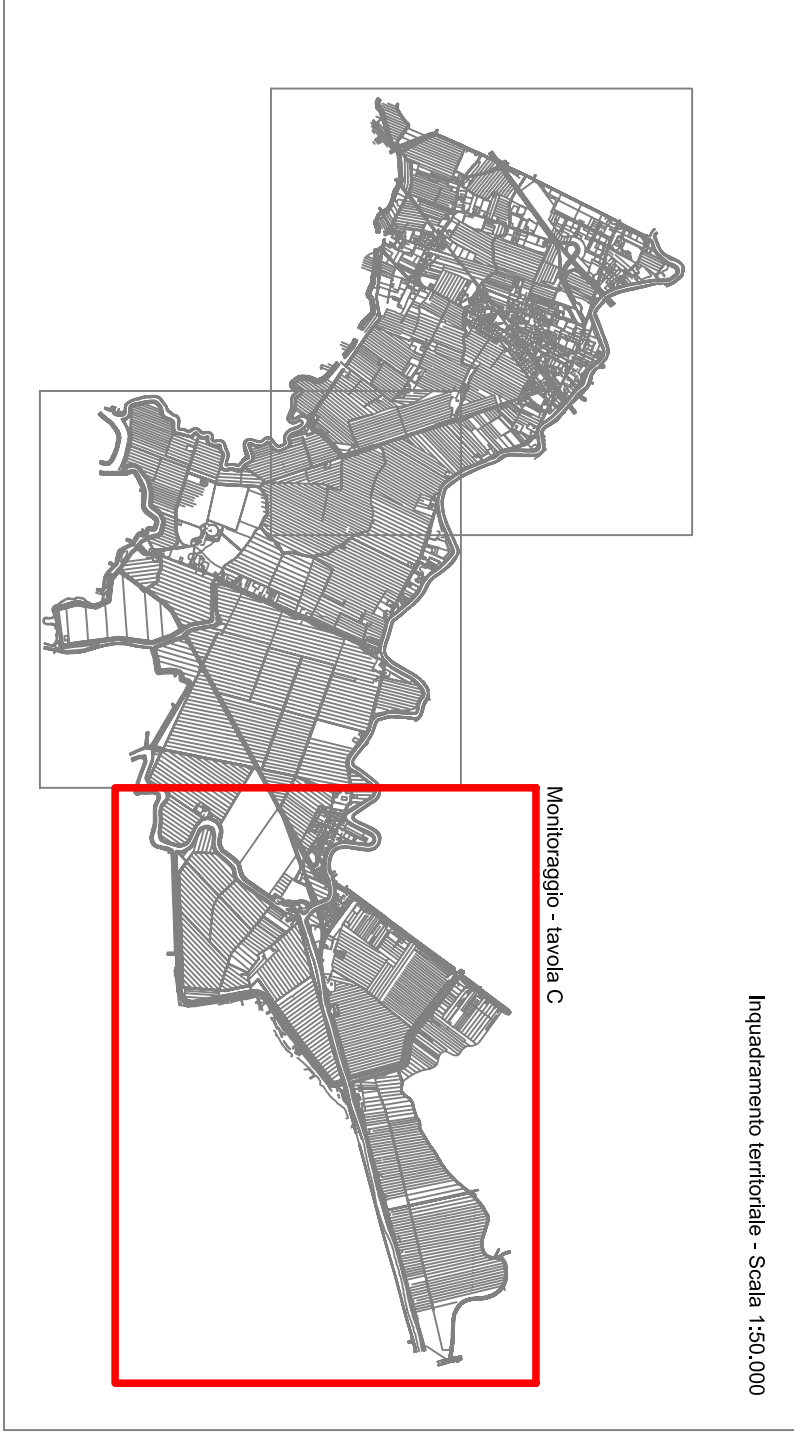 Inquadramento territoriale - Scala 1:50.000
Monitoraggio - tavola C